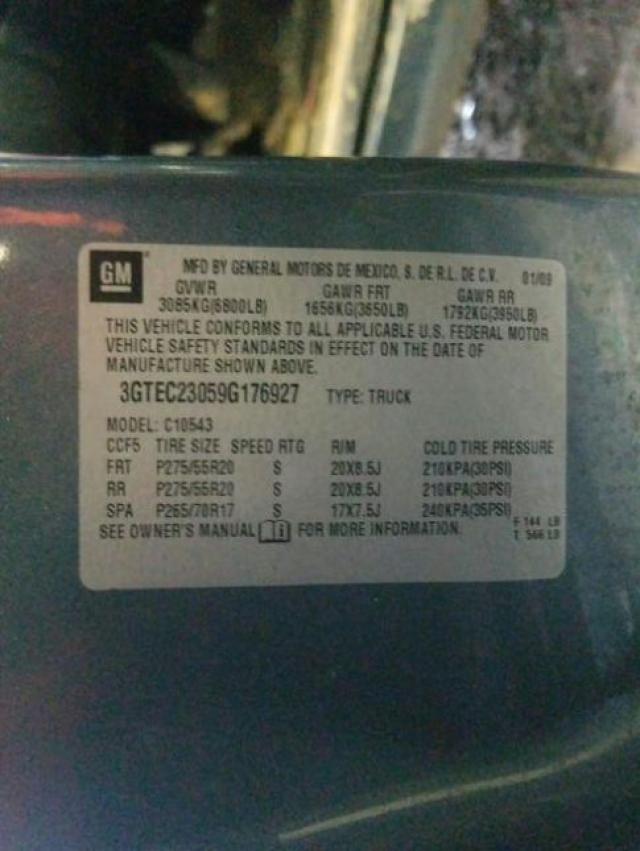 GM
MFD BY GENERAL MOTORS DE MEXICO, S. DE R.L. DE C.V. 01/09
GVWR GAWR FRT GAWR RR
3085KG(6800LB) 1656KG(3650LB) 1792KG(3950LB)
THIS VEHICLE CONFORMS TO ALL APPLICABLE U.S. FEDERAL MOTOR
VEHICLE SAFETY STANDARDS IN EFFECT ON THE DATE OF
MANUFACTURE SHOWN ABOVE.
3GTEC23059G176927 TYPE: TRUCK
MODEL: C10543
CCF5 TIRE SIZE SPEED RTG RIM COLD TIRE PRESSURE
FRT P275/55R20 S 20X8.5J 210KPA(30PSI)
RR P275/55R20 S 20X8.5J 210KPA(30PSI)
SPA P265/70R17 S 17X7.5J 240KPA(35PSI)
SEE OWNER'S MANUAL FOR MORE INFORMATION.
F 144 LB
T 566 LB